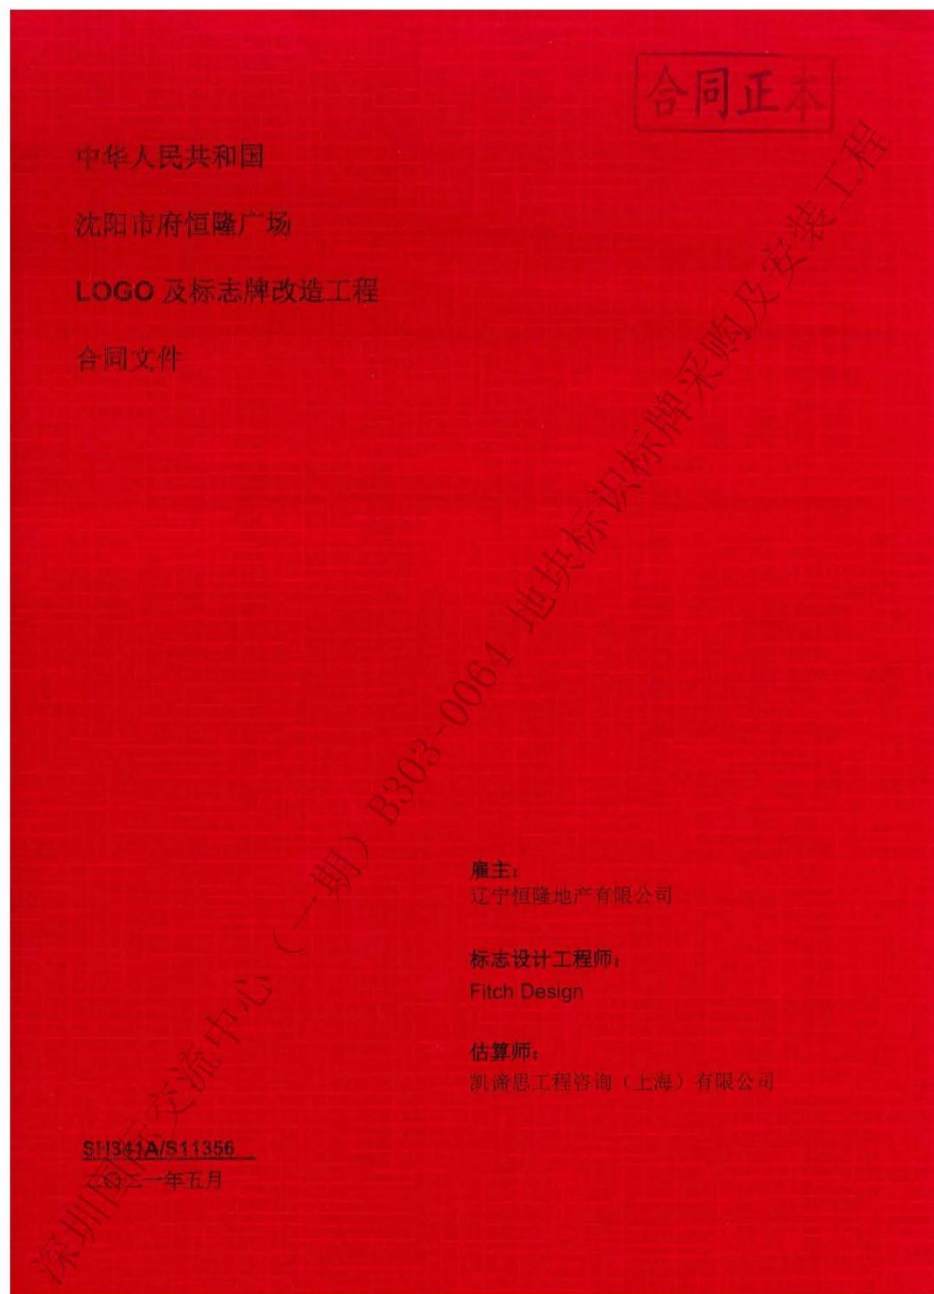 合同正本
中华人民共和国
沈阳市府恒隆广场
LOGO 及标志牌改造工程
合同文件
雇主：
辽宁恒隆地产有限公司
标志设计工程师：
Fitch Design
估算师：
凯谛思工程咨询（上海）有限公司
SH341A/S11356
二〇二一年五月
深圳国际交流中心（一期）B303-0064 地块标识标牌采购及安装工程